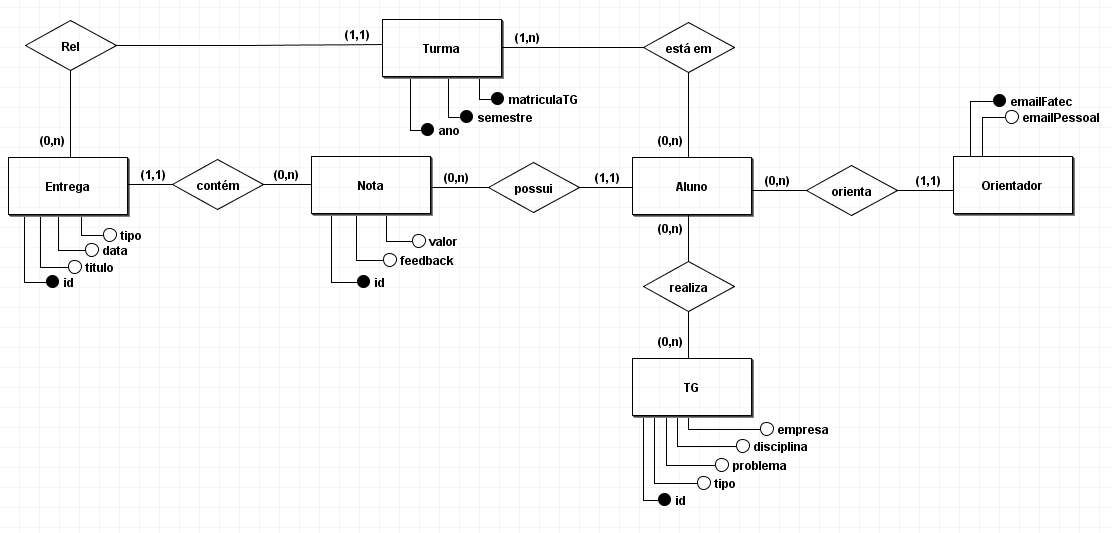 Rel
(1,1)
Turma
(1,n)
está em
matriculaTG
semestre
ano
(0,n)
(0,n)
emailFatec
emailPessoal
Entrega
(1,1)
contém
(0,n)
Nota
(0,n)
possui
(1,1)
Aluno
(0,n)
orienta
(1,1)
Orientador
tipo
data
titulo
id
valor
feedback
id
(0,n)
realiza
(0,n)
TG
empresa
disciplina
problema
tipo
id